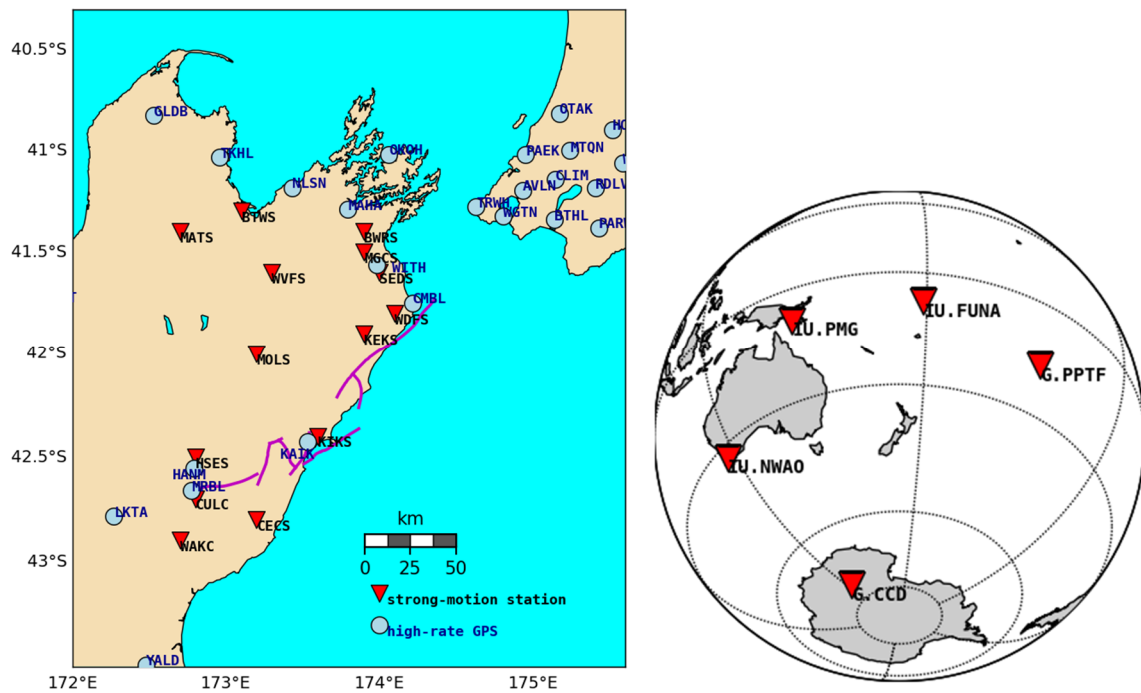 40.5°S
41°S
41.5°S
42°S
42.5°S
43°S
172°E
173°E
174°E
175°E
GLDB
TKHL
NLSN
OKOH
MAHA
OTAK
PAEK
MTQN
CLIM
AVLN
RDLV
TRWH
WGTN
BTHL
BTWS
MATS
BWRS
MGCS
WITH
SEDS
WVFS
CMBL
WDFS
KEKS
MOLS
KIKS
KAIK
HSES
HANM
MRBL
CULC
LKTA
CECS
WAKC
YALD
km
0 25 50
strong-motion station
high-rate GPS
IU.FUNA
IU.PMG
G.PPTF
IU.NWAO
G.CCD